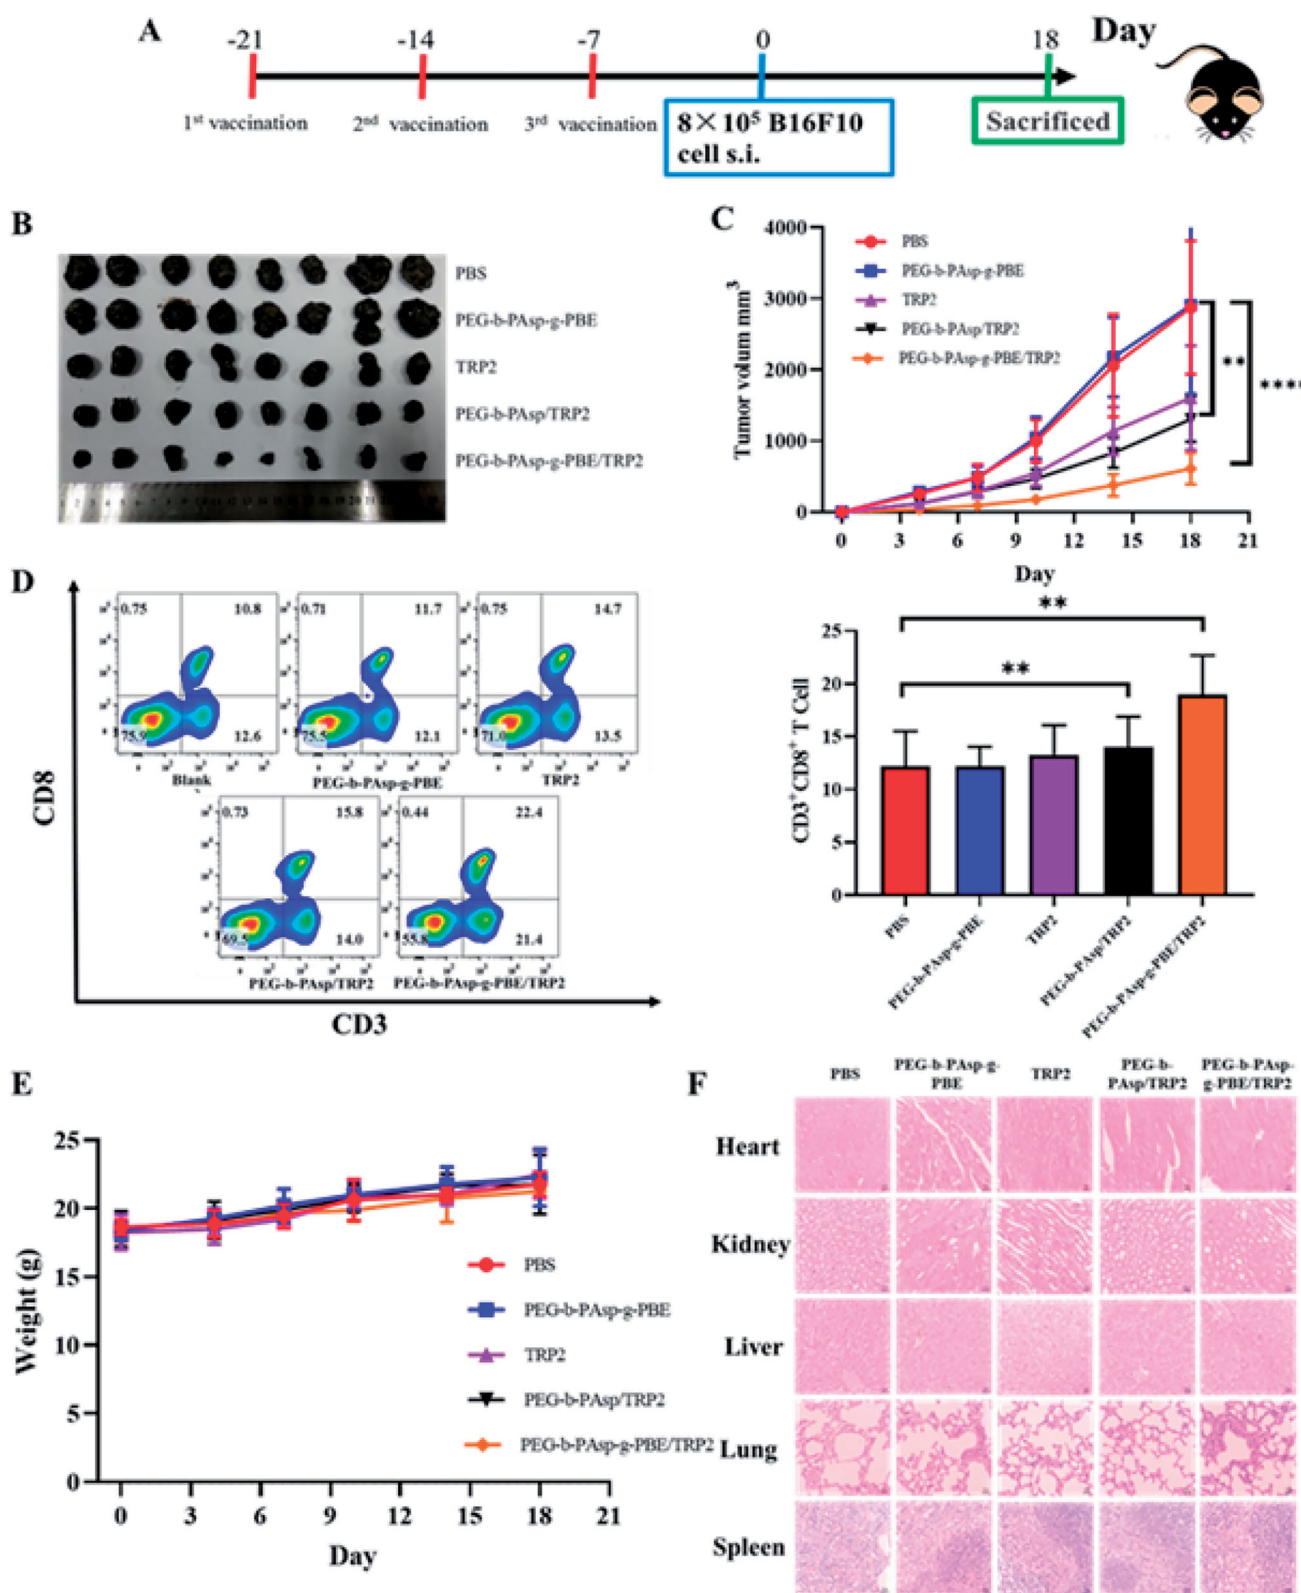 A
-21
-14
-7
0
18
Day
1st vaccination
2nd vaccination
3rd vaccination
8×10⁵ B16F10
cell s.i.
Sacrificed
B
PBS
PEG-b-PAsp-g-PBE
TRP2
PEG-b-PAsp/TRP2
PEG-b-PAsp-g-PBE/TRP2
C
Tumor volum mm³
4000
3000
2000
1000
0
0
3
6
9
12
15
18
21
Day
PBS
PEG-b-PAsp-g-PBE
TRP2
PEG-b-PAsp/TRP2
PEG-b-PAsp-g-PBE/TRP2
**
****
D
CD8
0.75
10.8
75.9
12.6
Blank
0.71
11.7
75.5
12.1
PEG-b-PAsp-g-PBE
0.75
14.7
71.0
13.5
TRP2
0.73
15.8
69.5
14.0
PEG-b-PAsp/TRP2
0.44
22.4
55.8
21.4
PEG-b-PAsp-g-PBE/TRP2
CD3
CD3⁺CD8⁺ T Cell
25
20
15
10
5
0
**
**
PBS
PEG-b-PAsp-g-PBE
TRP2
PEG-b-PAsp/TRP2
PEG-b-PAsp-g-PBE/TRP2
E
Weight (g)
25
20
15
10
5
0
0
3
6
9
12
15
18
21
Day
PBS
PEG-b-PAsp-g-PBE
TRP2
PEG-b-PAsp/TRP2
PEG-b-PAsp-g-PBE/TRP2
F
PBS
PEG-b-PAsp-g-
PBE
TRP2
PEG-b-
PAsp/TRP2
PEG-b-PAsp-
g-PBE/TRP2
Heart
Kidney
Liver
Lung
Spleen